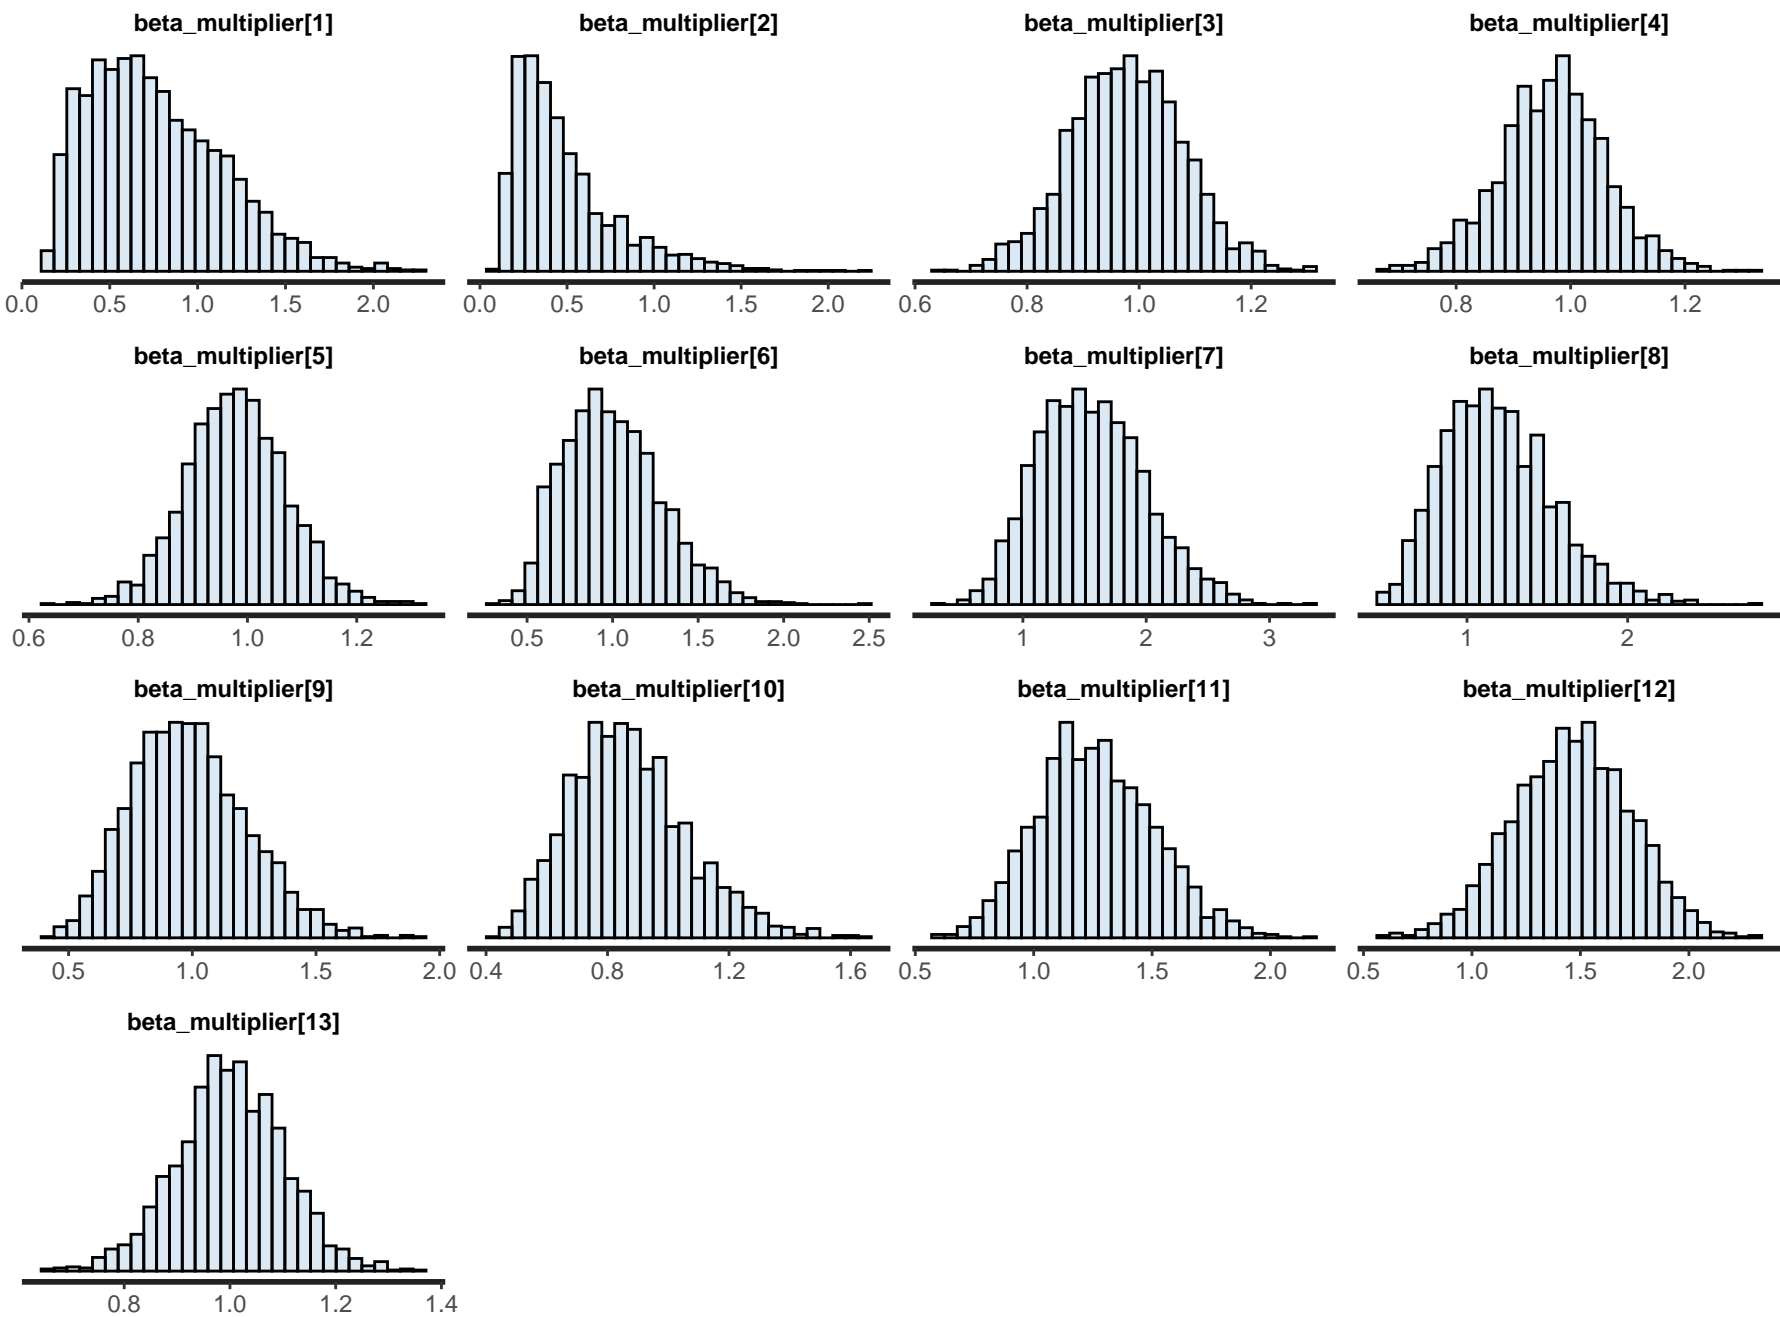 beta_multiplier[1] beta_multiplier[2] beta_multiplier[3] beta_multiplier[4]
0.0 0.5 1.0 1.5 2.0 0.0 0.5 1.0 1.5 2.0 0.6 0.8 1.0 1.2 0.8 1.0 1.2
beta_multiplier[5] beta_multiplier[6] beta_multiplier[7] beta_multiplier[8]
0.6 0.8 1.0 1.2 0.5 1.0 1.5 2.0 2.5 1 2 3 1 2
beta_multiplier[9] beta_multiplier[10] beta_multiplier[11] beta_multiplier[12]
0.5 1.0 1.5 2.0 0.4 0.8 1.2 1.6 0.5 1.0 1.5 2.0 0.5 1.0 1.5 2.0
beta_multiplier[13]
0.8 1.0 1.2 1.4